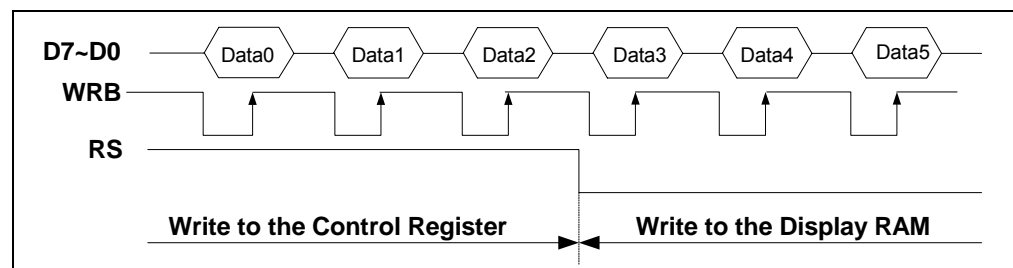 D7~D0 Data0 Data1 Data2 Data3 Data4 Data5
WRB
RS
Write to the Control Register Write to the Display RAM